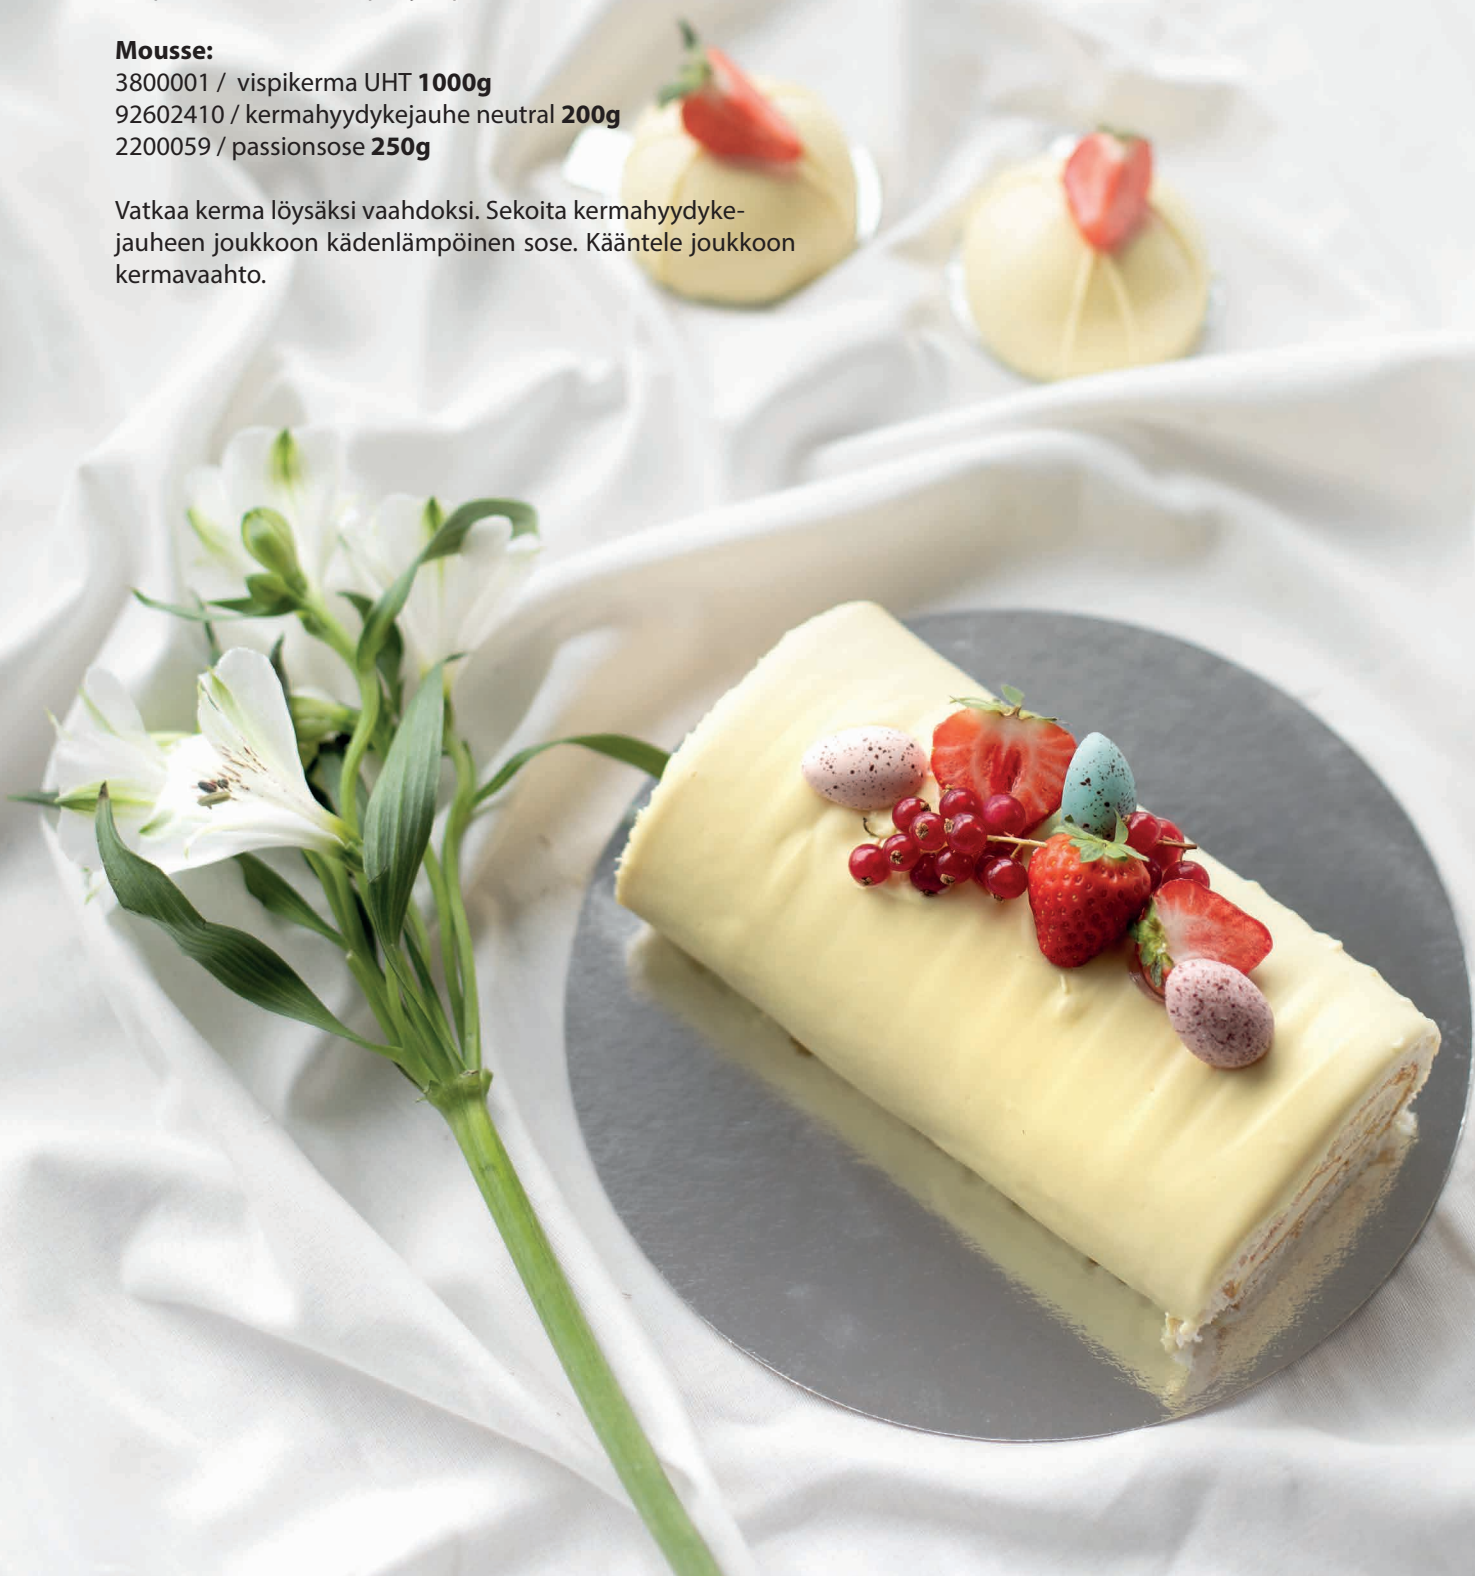 Mousse:
3800001 / vispikerma UHT 1000g
92602410 / kermahyydykejauhe neutral 200g
2200059 / passionsose 250g
Vatkaa kerma löysäksi vaahdoksi. Sekoita kermahyydyke-
jauheen joukkoon kädenlämpöinen sose. Kääntele joukkoon
kermavaahto.